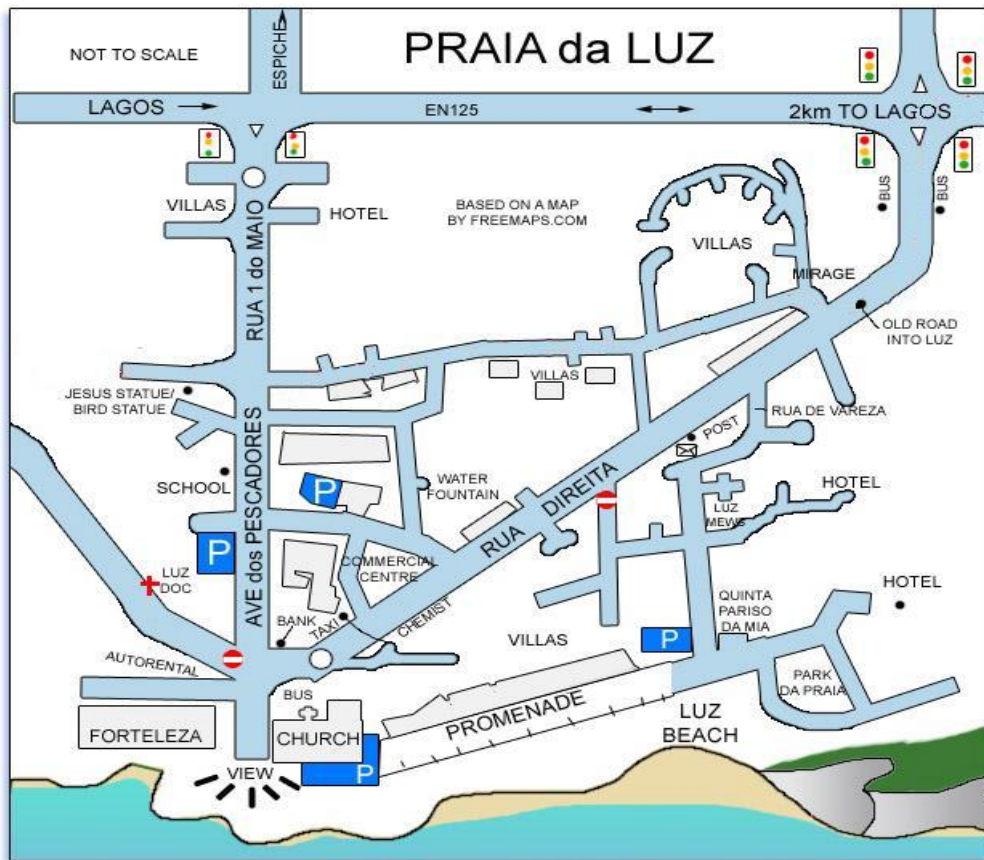 NOT TO SCALE
ESPICHE
PRAIA da LUZ
LAGOS
EN125
2km TO LAGOS
VILLAS
HOTEL
BASED ON A MAP
BY FREEMAPS.COM
BUS
BUS
VILLAS
MIRAGE
RUA 1 do MAIO
OLD ROAD
INTO LUZ
JESUS STATUE/
BIRD STATUE
VILLAS
RUA DE VAREZA
POST
AVE dos PESCADORES
SCHOOL
P
WATER
FOUNTAIN
RUA DIREITA
HOTEL
LUZ
MEWS
P
LUZ
DOC
COMMERCIAL
CENTRE
HOTEL
BANK
TAXI
CHEMIST
QUINTA
PARISO
DA MIA
VILLAS
P
AUTORENTAL
BUS
PARK
DA PRAIA
FORTELEZA
CHURCH
PROMENADE
LUZ
BEACH
VIEW
P